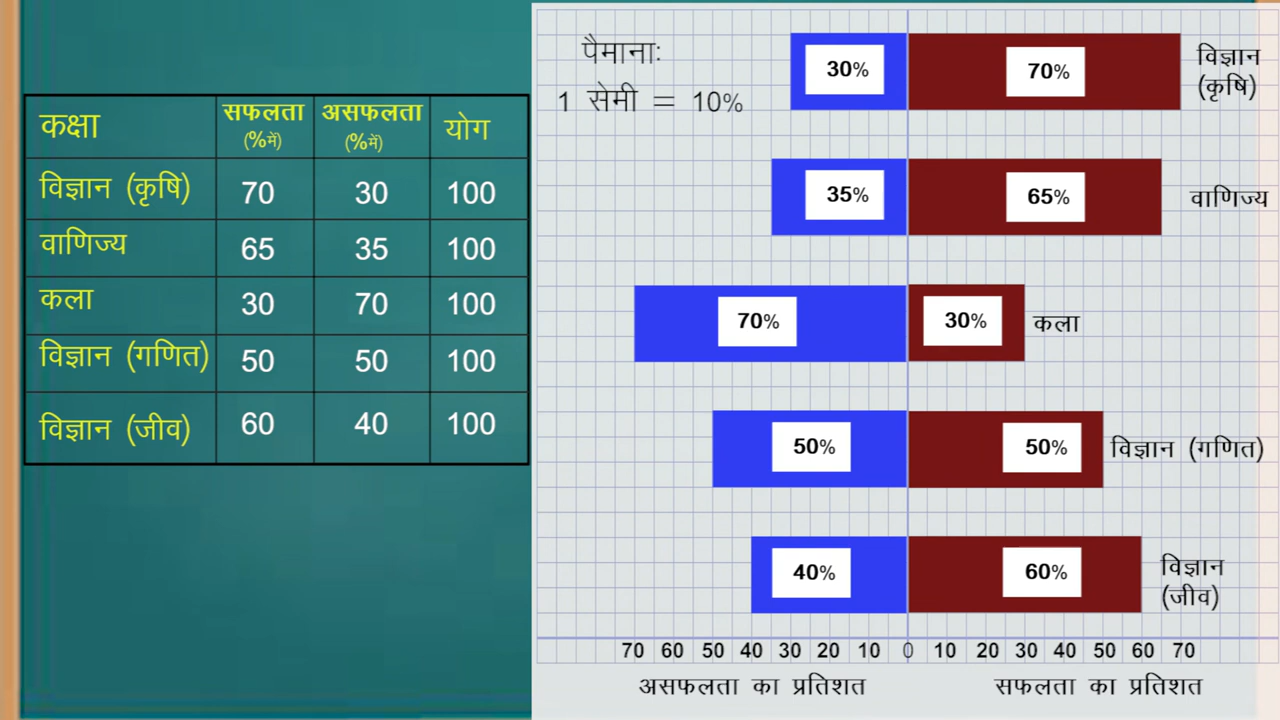 कक्षा सफलता (%में) असफलता (%में) योग
विज्ञान (कृषि) 70 30 100
वाणिज्य 65 35 100
कला 30 70 100
विज्ञान (गणित) 50 50 100
विज्ञान (जीव) 60 40 100
पैमाना:
1 सेमी = 10%
30% 70% विज्ञान (कृषि)
35% 65% वाणिज्य
70% 30% कला
50% 50% विज्ञान (गणित)
40% 60% विज्ञान (जीव)
70 60 50 40 30 20 10 0 10 20 30 40 50 60 70
असफलता का प्रतिशत सफलता का प्रतिशत